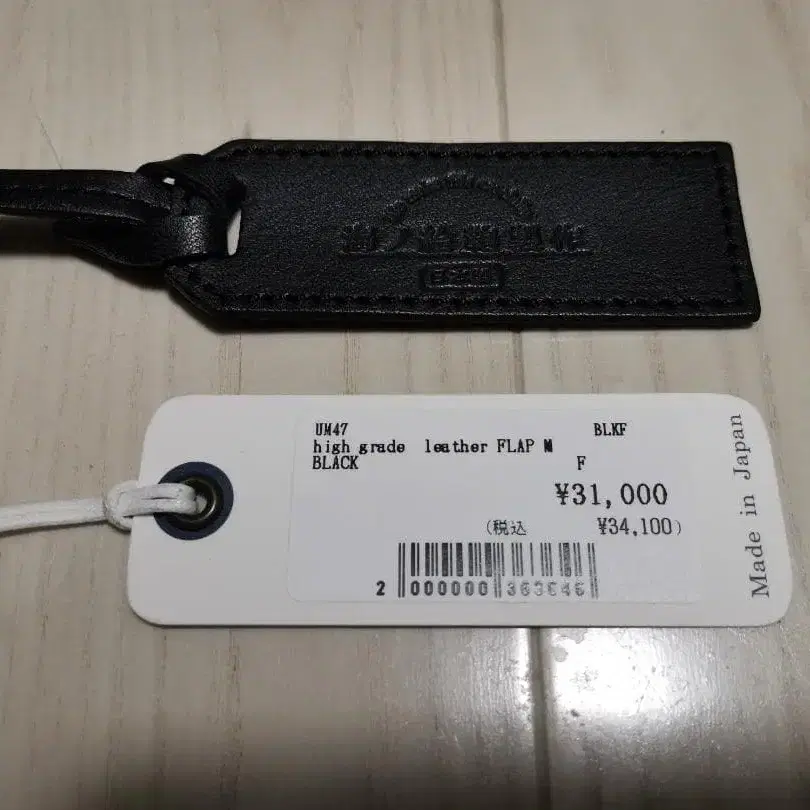 UM47 BLKF
high grade leather FLAP M
BLACK F
¥31,000
(税込 ¥34,100)
2 000000 363646
Made in Japan